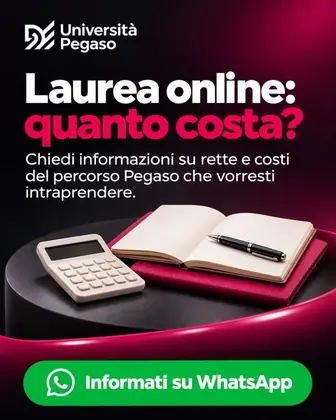 Università
Pegaso
Laurea online:
quanto costa?
Chiedi informazioni su rette e costi
del percorso Pegaso che vorresti
intraprendere.
Informati su WhatsApp